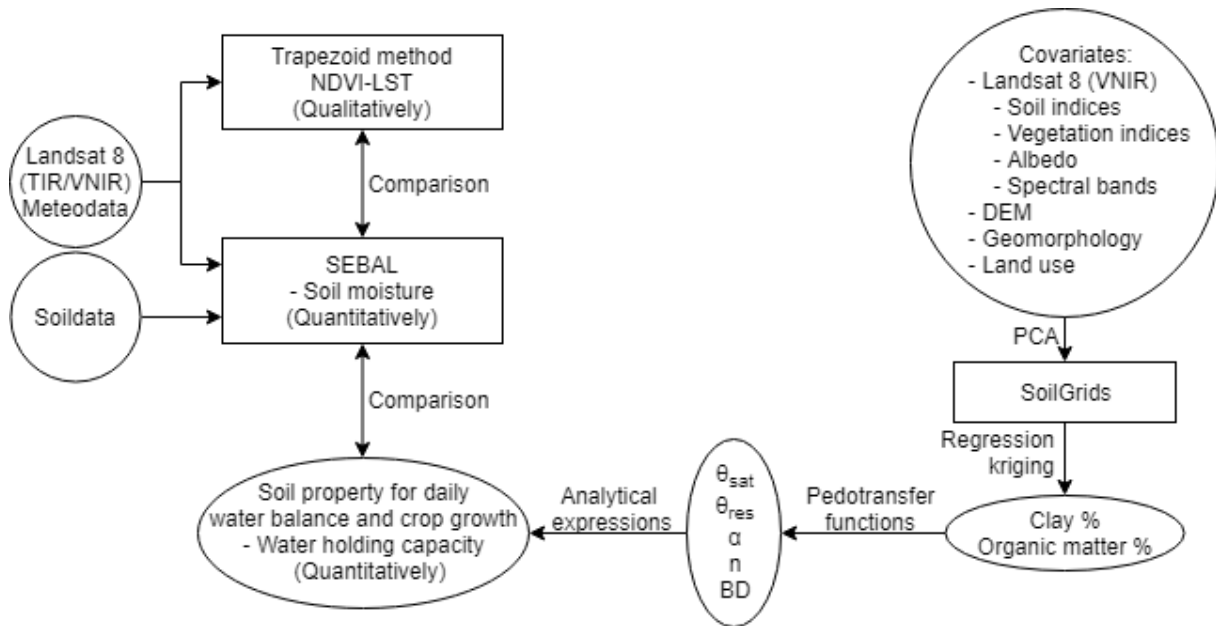 Trapezoid method
NDVI-LST
(Qualitatively)
Landsat 8
(TIR/VNIR)
Meteodata
Comparison
SEBAL
- Soil moisture
(Quantitatively)
Soildata
Comparison
Soil property for daily
water balance and crop growth
- Water holding capacity
(Quantitatively)
Analytical
expressions
θsat
θres
α
n
BD
Pedotransfer
functions
Covariates:
- Landsat 8 (VNIR)
- Soil indices
- Vegetation indices
- Albedo
- Spectral bands
- DEM
- Geomorphology
- Land use
PCA
SoilGrids
Regression
kriging
Clay %
Organic matter %